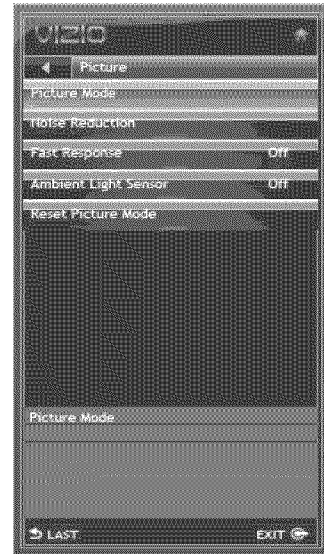 VIZIO
Picture
Picture Mode
Noise Reduction
Fast Response Off
Ambient Light Sensor Off
Reset Picture Mode
Picture Mode
LAST
EXIT